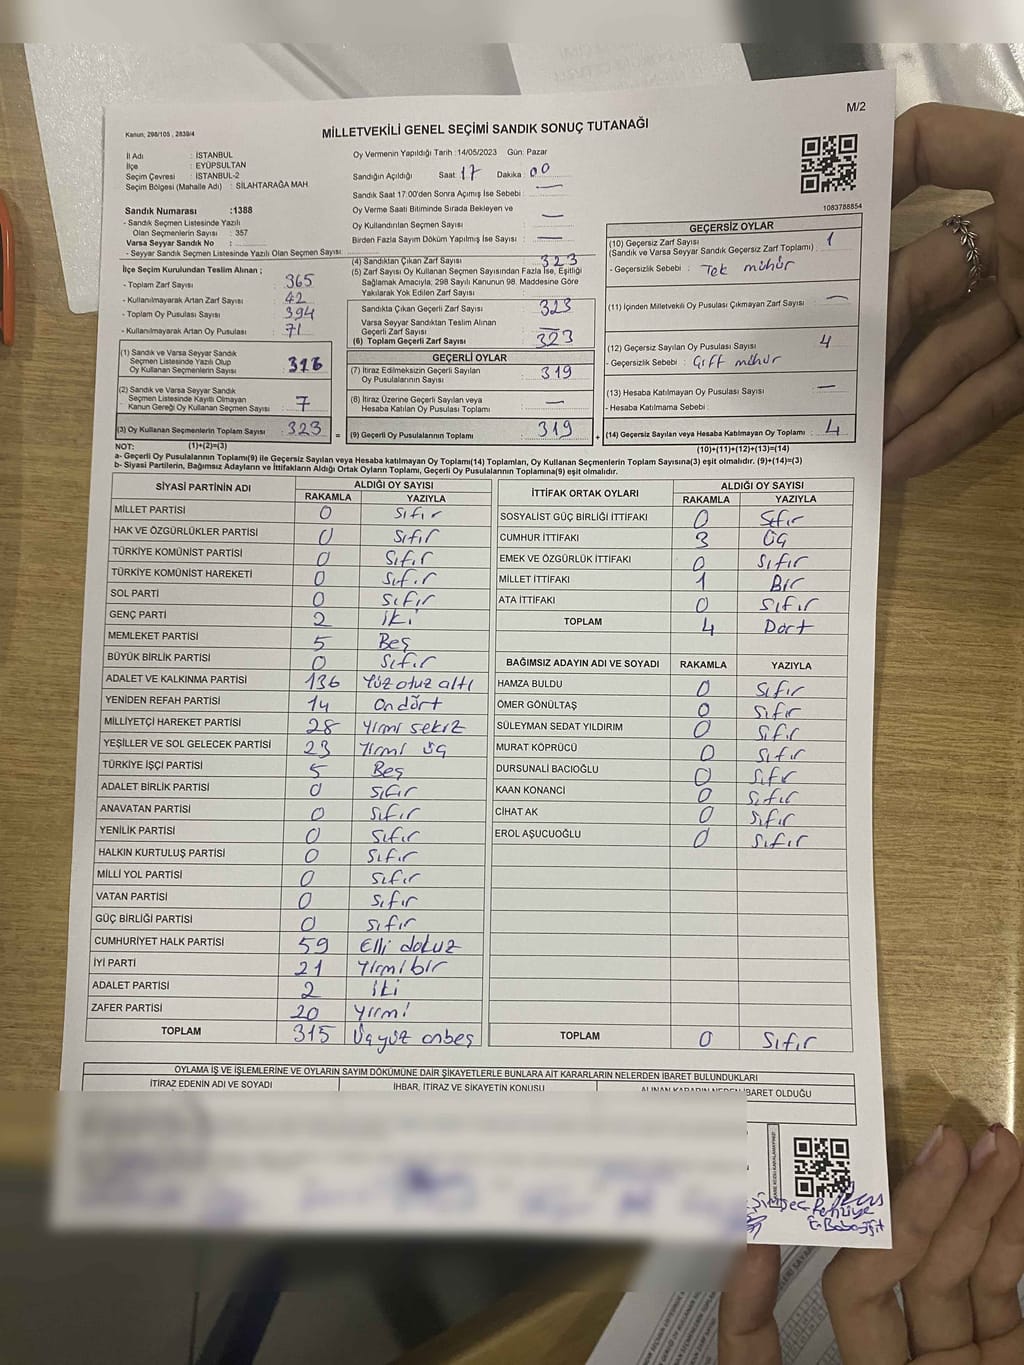 M/2
Kanun, 298/105 , 2839/4
MİLLETVEKİLİ GENEL SEÇİMİ SANDIK SONUÇ TUTANAĞI
İl Adı : İSTANBUL
İlçe : EYÜPSULTAN
Seçim Çevresi : İSTANBUL-2
Seçim Bölgesi (Mahalle Adı) : SİLAHTARAĞA MAH.
Oy Vermenin Yapıldığı Tarih :14/05/2023 Gün: Pazar
Sandığın Açıldığı Saat 17 Dakika 00
Sandık Saat 17:00'den Sonra Açılmış İse Sebebi : —
Oy Verme Saati Bitiminde Sırada Bekleyen ve
Oy Kullandırılan Seçmen Sayısı : —
Birden Fazla Sayım Döküm Yapılmış İse Sayısı : —
1083788854
Sandık Numarası :1388
- Sandık Seçmen Listesinde Yazılı
Olan Seçmenlerin Sayısı : 357
Varsa Seyyar Sandık No :
- Seyyar Sandık Seçmen Listesinde Yazılı Olan Seçmen Sayısı :
İlçe Seçim Kurulundan Teslim Alınan ;
- Toplam Zarf Sayısı : 365
- Kullanılmayarak Artan Zarf Sayısı : 42
- Toplam Oy Pusulası Sayısı : 394
- Kullanılmayarak Artan Oy Pusulası : 71
(1) Sandık ve Varsa Seyyar Sandık
Seçmen Listesinde Yazılı Olup
Oy Kullanan Seçmenlerin Sayısı : 316
(2) Sandık ve Varsa Seyyar Sandık
Seçmen Listesinde Kayıtlı Olmayan
Kanun Gereği Oy Kullanan Seçmen Sayısı : 7
(3) Oy Kullanan Seçmenlerin Toplam Sayısı : 323
(4) Sandıktan Çıkan Zarf Sayısı : 323
(5) Zarf Sayısı Oy Kullanan Seçmen Sayısından Fazla İse, Eşitliği
Sağlamak Amacıyla; 298 Sayılı Kanunun 98. Maddesine Göre
Yakılarak Yok Edilen Zarf Sayısı :
Sandıkta Çıkan Geçerli Zarf Sayısı : 323
Varsa Seyyar Sandıktan Teslim Alınan
Geçerli Zarf Sayısı : —
(6) Toplam Geçerli Zarf Sayısı : 323
GEÇERLİ OYLAR
(7) İtiraz Edilmeksizin Geçerli Sayılan
Oy Pusulalarının Sayısı : 319
(8) İtiraz Üzerine Geçerli Sayılan veya
Hesaba Katılan Oy Pusulası Toplamı : —
= (9) Geçerli Oy Pusulalarının Toplamı : 319
GEÇERSİZ OYLAR
(10) Geçersiz Zarf Sayısı : 1
(Sandık ve Varsa Seyyar Sandık Geçersiz Zarf Toplamı)
- Geçersizlik Sebebi : Tek mühür
(11) İçinden Milletvekili Oy Pusulası Çıkmayan Zarf Sayısı : —
(12) Geçersiz Sayılan Oy Pusulası Sayısı : 4
- Geçersizlik Sebebi : Çift mühür
(13) Hesaba Katılmayan Oy Pusulası Sayısı : —
- Hesaba Katılmama Sebebi :
+ (14) Geçersiz Sayılan veya Hesaba Katılmayan Oy Toplamı : 4
NOT: (1)+(2)=(3)
(10)+(11)+(12)+(13)=(14)
a- Geçerli Oy Pusulalarının Toplamı(9) ile Geçersiz Sayılan veya Hesaba Katılmayan Oy Toplamı(14) Toplamları, Oy Kullanan Seçmenlerin Toplam Sayısına(3) eşit olmalıdır. (9)+(14)=(3)
b- Siyasi Partilerin, Bağımsız Adayların ve İttifakların Aldığı Ortak Oyların Toplamı, Geçerli Oy Pusulalarının Toplamına(9) eşit olmalıdır.
SİYASİ PARTİNİN ADI ALDIĞI OY SAYISI
RAKAMLA YAZIYLA
MİLLET PARTİSİ 0 Sıfır
HAK VE ÖZGÜRLÜKLER PARTİSİ 0 Sıfır
TÜRKİYE KOMÜNİST PARTİSİ 0 Sıfır
TÜRKİYE KOMÜNİST HAREKETİ 0 Sıfır
SOL PARTİ 0 Sıfır
GENÇ PARTİ 2 İki
MEMLEKET PARTİSİ 5 Beş
BÜYÜK BİRLİK PARTİSİ 0 Sıfır
ADALET VE KALKINMA PARTİSİ 136 Yüz otuz altı
YENİDEN REFAH PARTİSİ 14 Ondört
MİLLİYETÇİ HAREKET PARTİSİ 28 Yirmi sekiz
YEŞİLLER VE SOL GELECEK PARTİSİ 23 Yirmi üç
TÜRKİYE İŞÇİ PARTİSİ 5 Beş
ADALET BİRLİK PARTİSİ 0 Sıfır
ANAVATAN PARTİSİ 0 Sıfır
YENİLİK PARTİSİ 0 Sıfır
HALKIN KURTULUŞ PARTİSİ 0 Sıfır
MİLLİ YOL PARTİSİ 0 Sıfır
VATAN PARTİSİ 0 Sıfır
GÜÇ BİRLİĞİ PARTİSİ 0 Sıfır
CUMHURİYET HALK PARTİSİ 59 Elli dokuz
İYİ PARTİ 21 Yirmi bir
ADALET PARTİSİ 2 İki
ZAFER PARTİSİ 20 Yirmi
TOPLAM 315 Üçyüz onbeş
İTTİFAK ORTAK OYLARI ALDIĞI OY SAYISI
RAKAMLA YAZIYLA
SOSYALİST GÜÇ BİRLİĞİ İTTİFAKI 0 Sıfır
CUMHUR İTTİFAKI 3 Üç
EMEK VE ÖZGÜRLÜK İTTİFAKI 0 Sıfır
MİLLET İTTİFAKI 1 Bir
ATA İTTİFAKI 0 Sıfır
TOPLAM 4 Dört
BAĞIMSIZ ADAYIN ADI VE SOYADI RAKAMLA YAZIYLA
HAMZA BULDU 0 Sıfır
ÖMER GÖNÜLTAŞ 0 Sıfır
SÜLEYMAN SEDAT YILDIRIM 0 Sıfır
MURAT KÖPRÜCÜ 0 Sıfır
DURSUNALİ BACIOĞLU 0 Sıfır
KAAN KONANCİ 0 Sıfır
CİHAT AK 0 Sıfır
EROL AŞUCUOĞLU 0 Sıfır
TOPLAM 0 Sıfır
OYLAMA İŞ VE İŞLEMLERİNE VE OYLARIN SAYIM DÖKÜMÜNE DAİR ŞİKAYETLERLE BUNLARA AİT KARARLARIN NELERDEN İBARET BULUNDUKLARI
İTİRAZ EDENİN ADI VE SOYADI İHBAR, İTİRAZ VE ŞİKAYETİN KONUSU ALINAN KARARIN NEDEN İBARET OLDUĞU